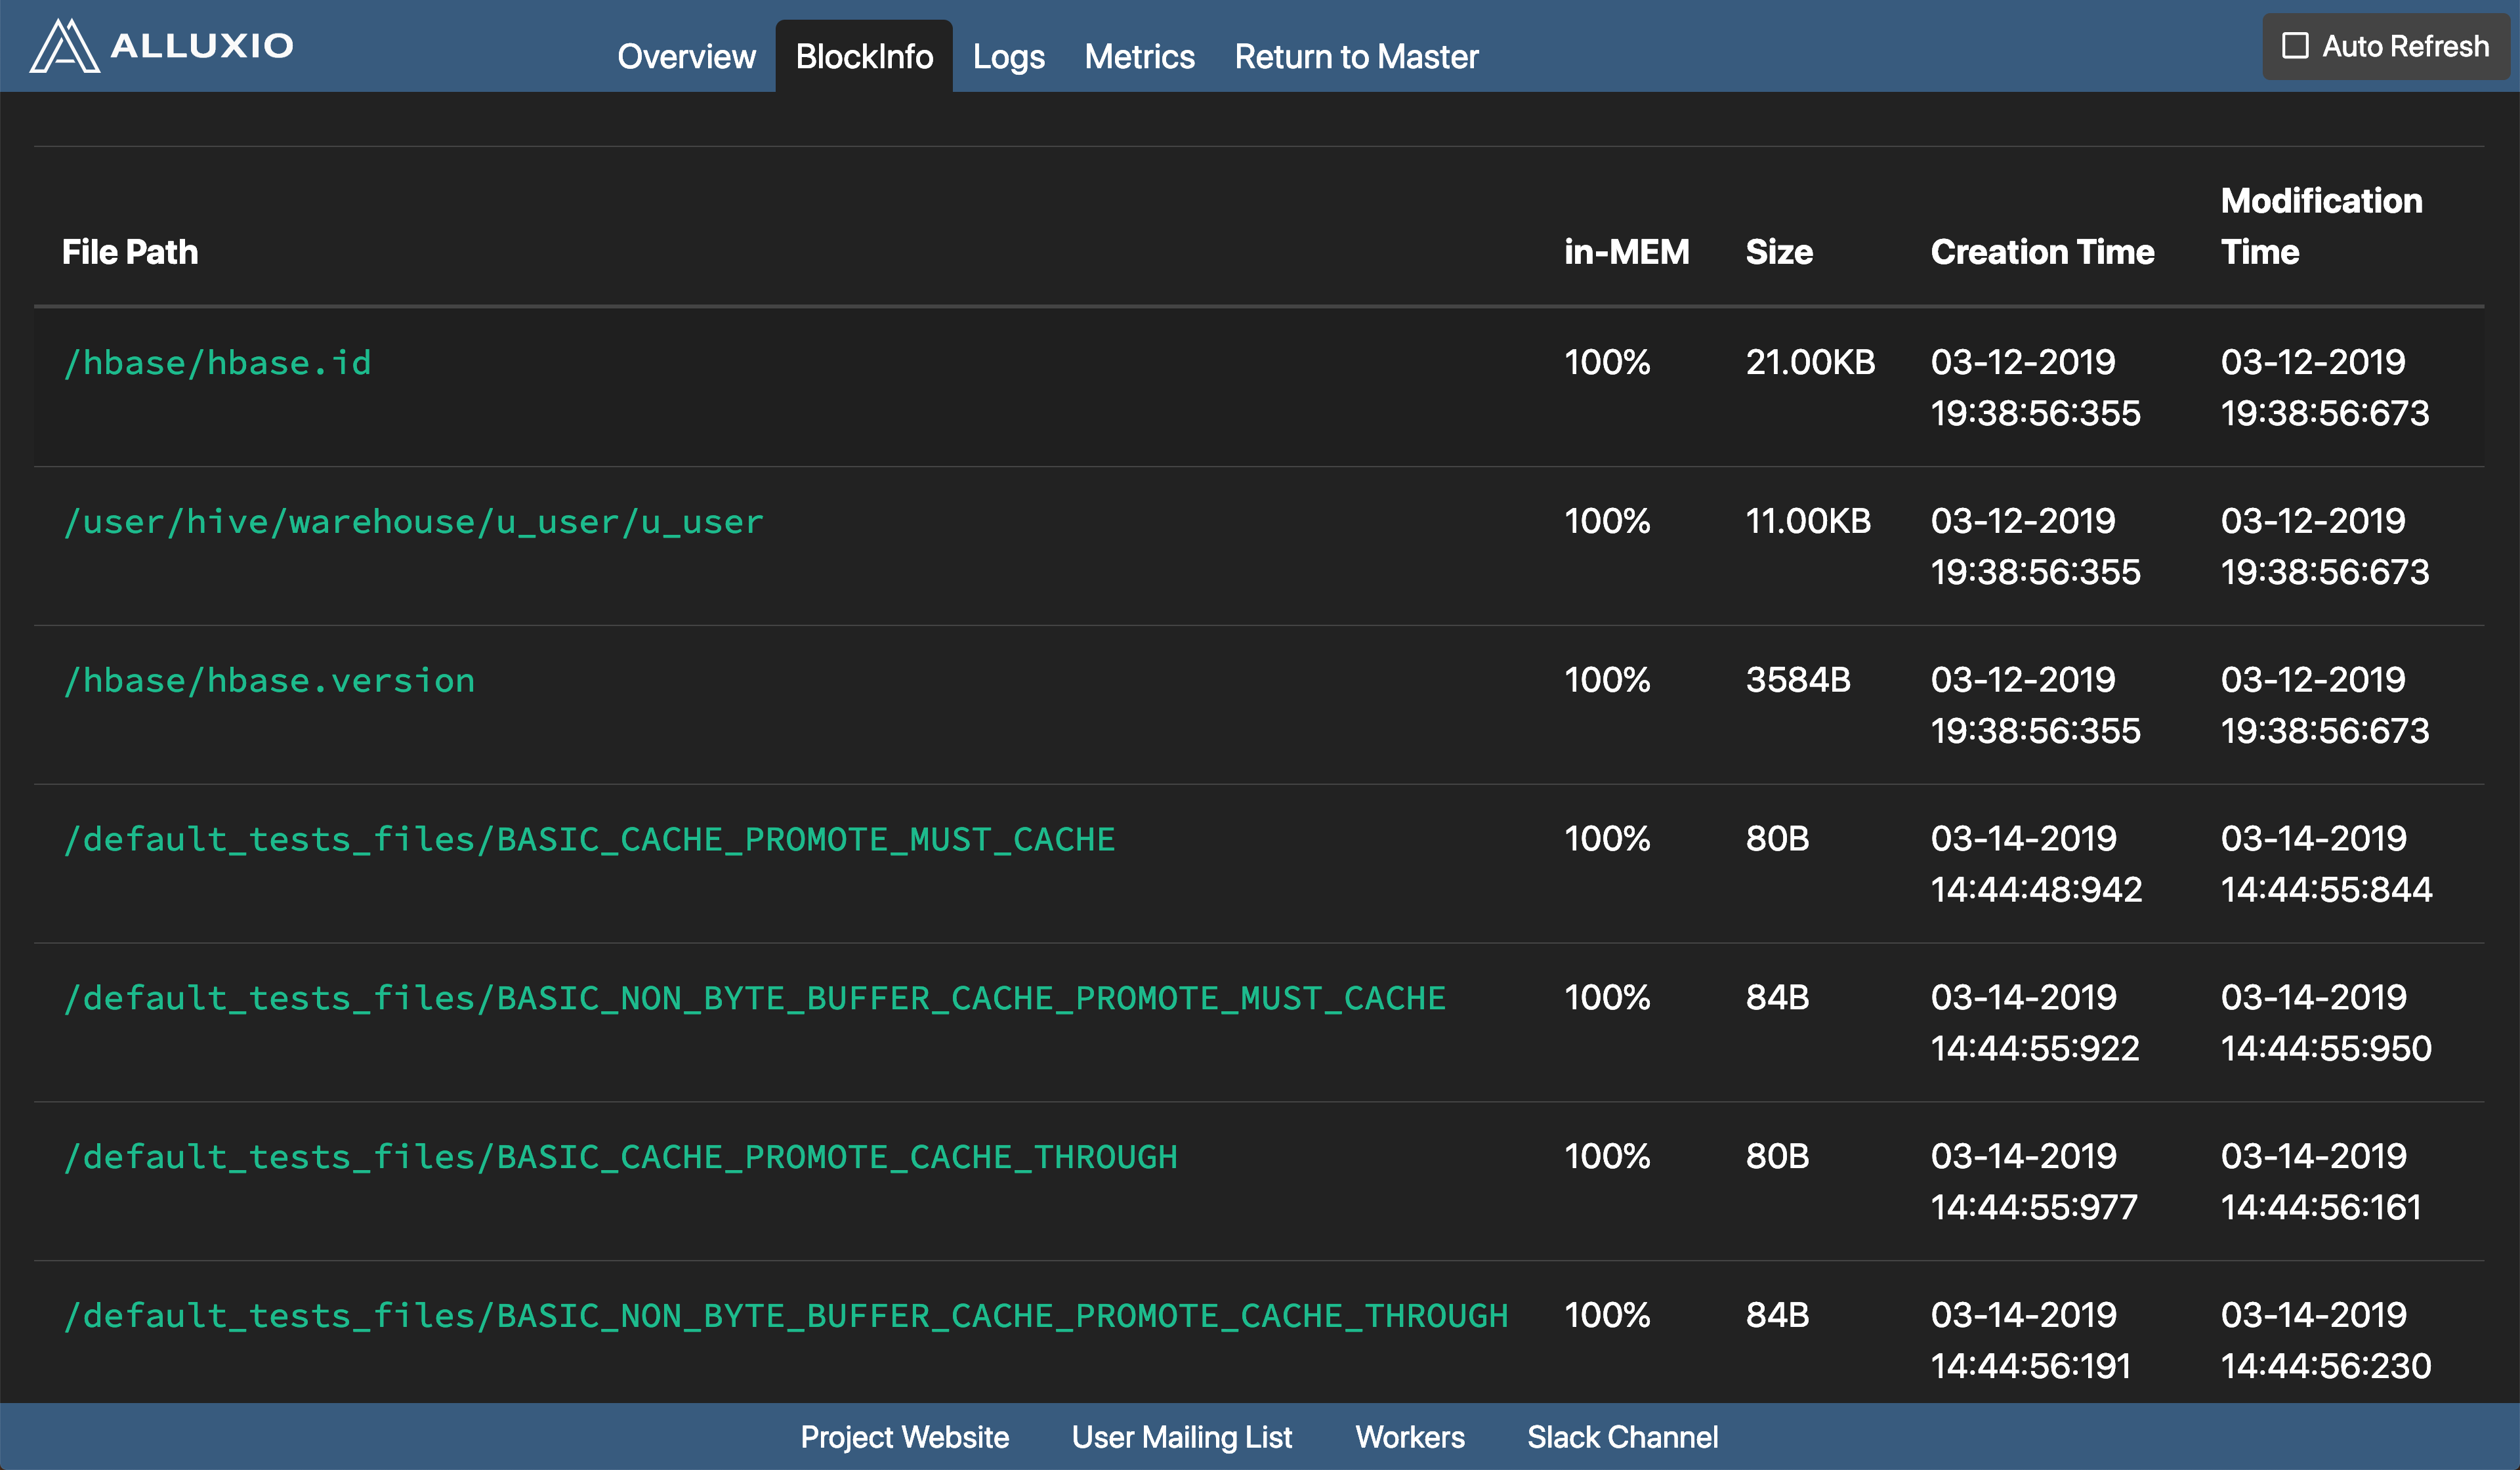 ALLUXIO
Overview BlockInfo Logs Metrics Return to Master
Auto Refresh
File Path in-MEM Size Creation Time Modification Time
/hbase/hbase.id 100% 21.00KB 03-12-2019 03-12-2019
19:38:56:355 19:38:56:673
/user/hive/warehouse/u_user/u_user 100% 11.00KB 03-12-2019 03-12-2019
19:38:56:355 19:38:56:673
/hbase/hbase.version 100% 3584B 03-12-2019 03-12-2019
19:38:56:355 19:38:56:673
/default_tests_files/BASIC_CACHE_PROMOTE_MUST_CACHE 100% 80B 03-14-2019 03-14-2019
14:44:48:942 14:44:55:844
/default_tests_files/BASIC_NON_BYTE_BUFFER_CACHE_PROMOTE_MUST_CACHE 100% 84B 03-14-2019 03-14-2019
14:44:55:922 14:44:55:950
/default_tests_files/BASIC_CACHE_PROMOTE_CACHE_THROUGH 100% 80B 03-14-2019 03-14-2019
14:44:55:977 14:44:56:161
/default_tests_files/BASIC_NON_BYTE_BUFFER_CACHE_PROMOTE_CACHE_THROUGH 100% 84B 03-14-2019 03-14-2019
14:44:56:191 14:44:56:230
Project Website User Mailing List Workers Slack Channel